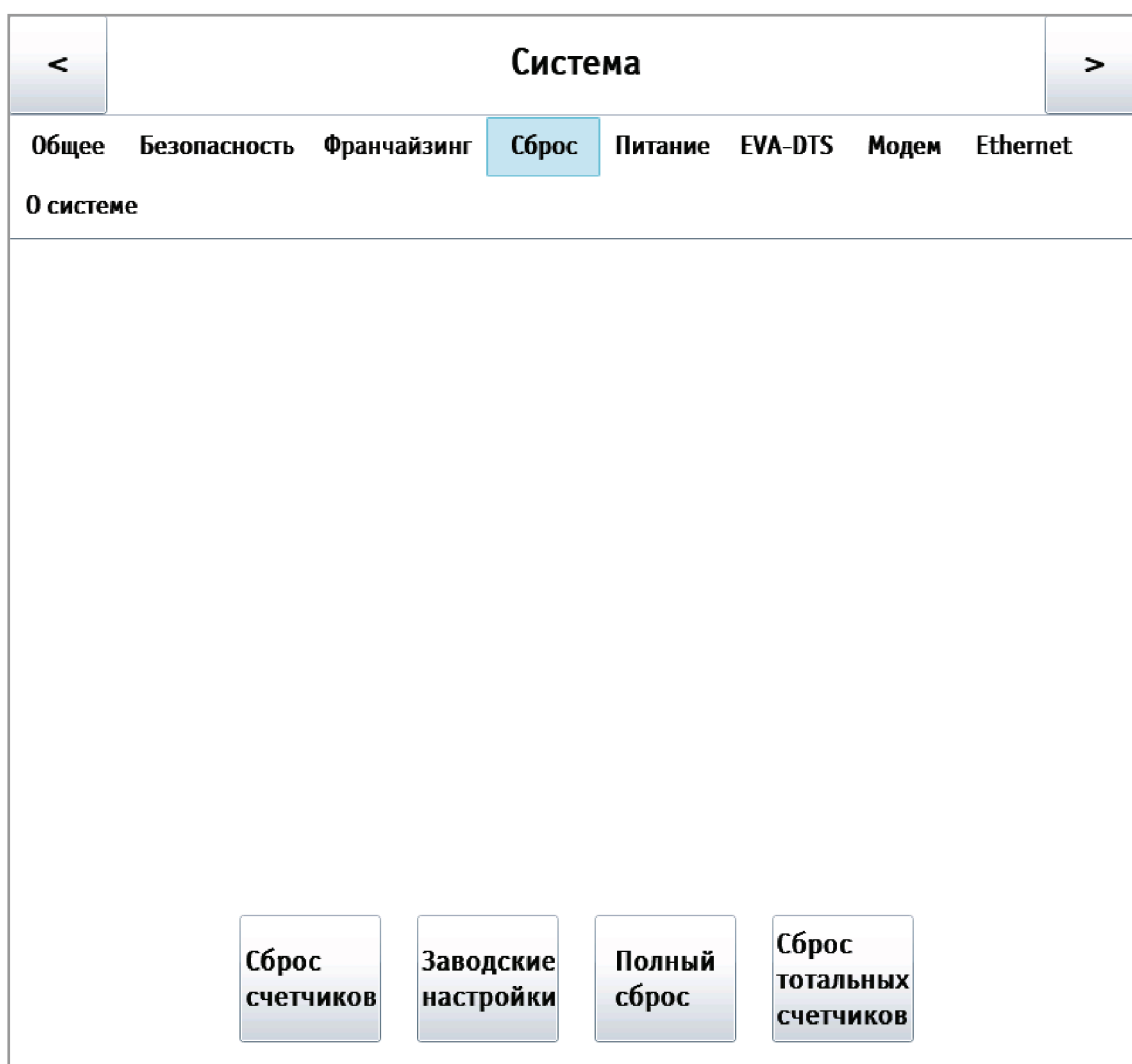 < Система >
Общее Безопасность Франчайзинг Сброс Питание EVA-DTS Модем Ethernet
О системе
Сброс
счетчиков
Заводские
настройки
Полный
сброс
Сброс
тотальных
счетчиков